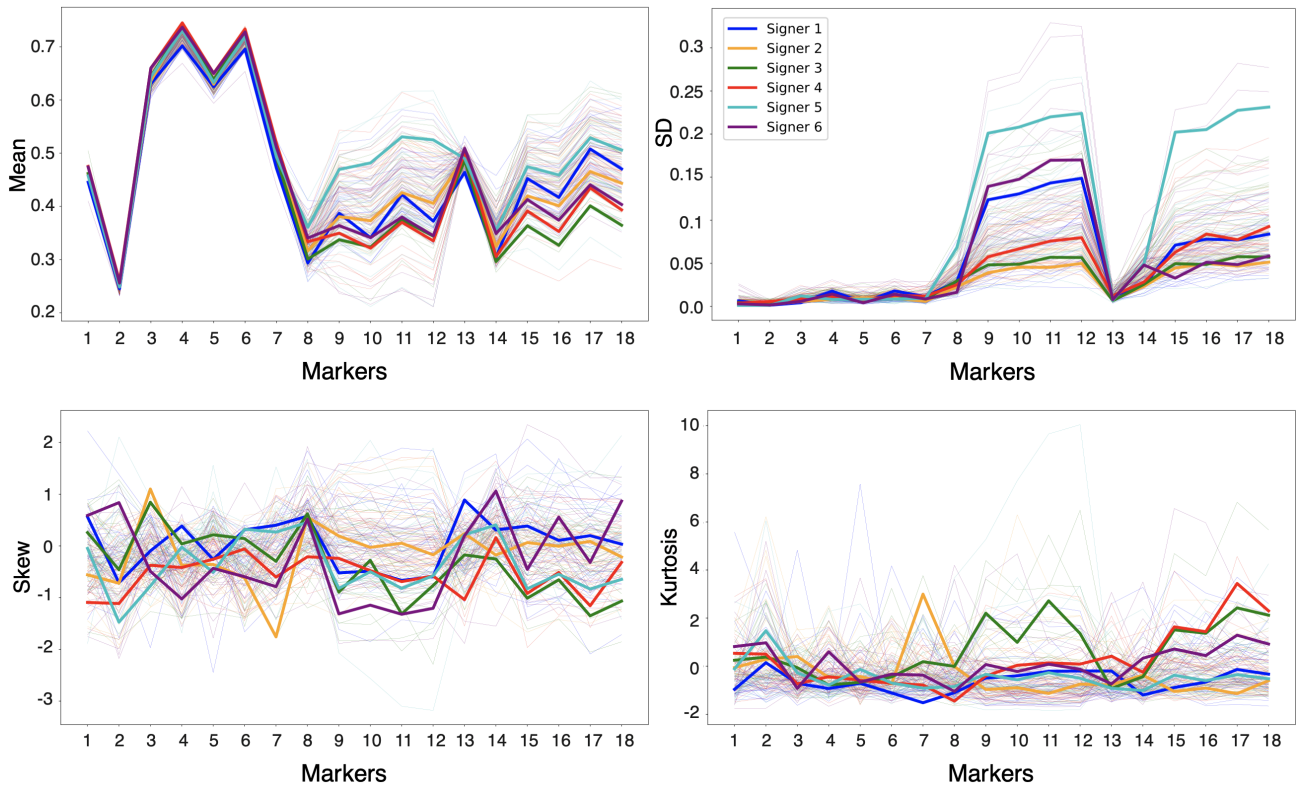 Mean
0.7
0.6
0.5
0.4
0.3
0.2
1 2 3 4 5 6 7 8 9 10 11 12 13 14 15 16 17 18
Markers
SD
0.3
0.25
0.2
0.15
0.1
0.05
0.0
Signer 1
Signer 2
Signer 3
Signer 4
Signer 5
Signer 6
1 2 3 4 5 6 7 8 9 10 11 12 13 14 15 16 17 18
Markers
Skew
2
1
0
-1
-2
-3
1 2 3 4 5 6 7 8 9 10 11 12 13 14 15 16 17 18
Markers
Kurtosis
10
8
6
4
2
0
-2
1 2 3 4 5 6 7 8 9 10 11 12 13 14 15 16 17 18
Markers